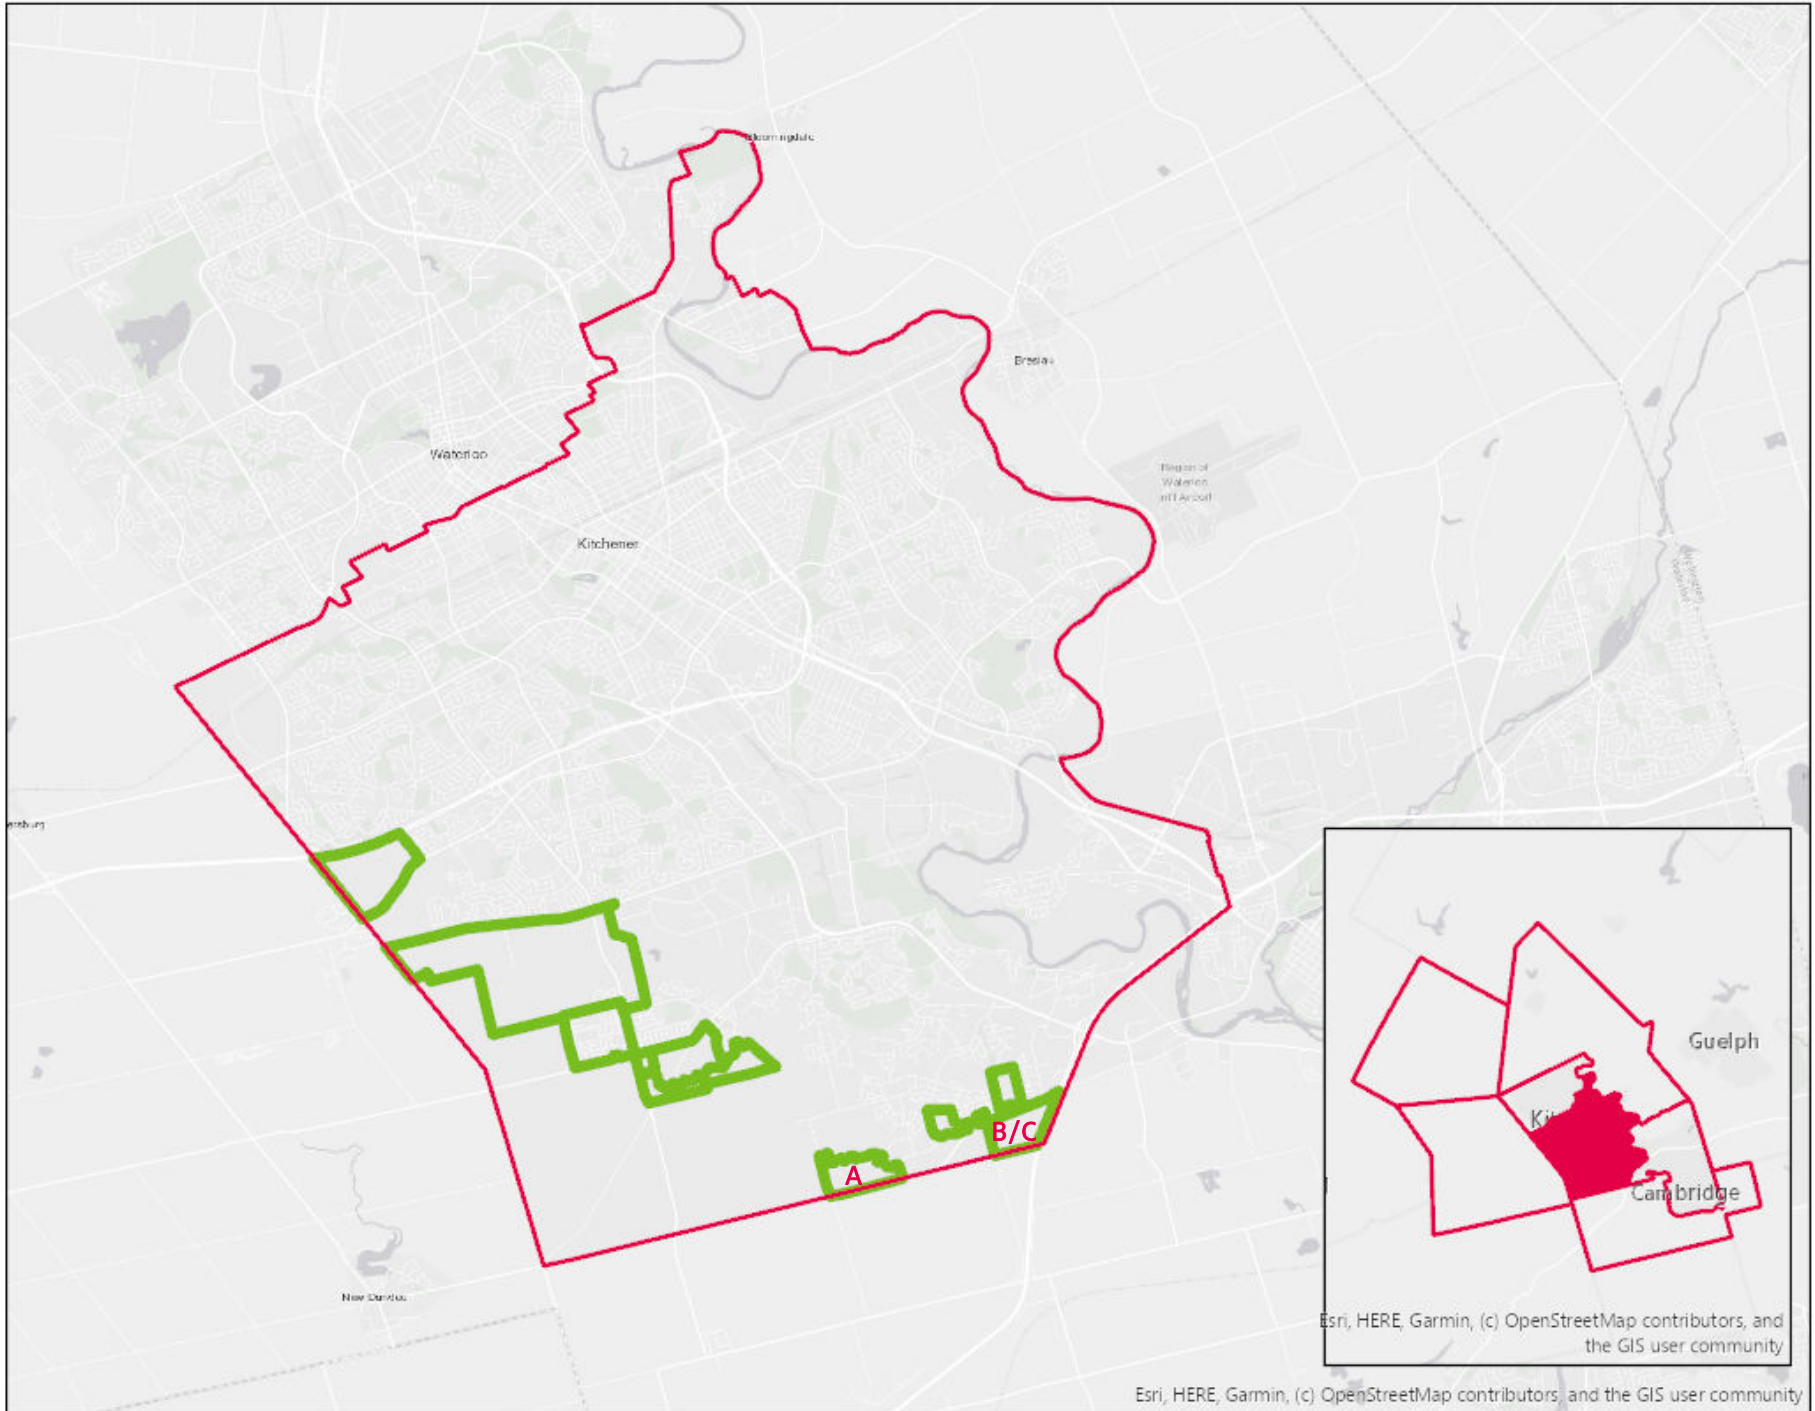 Bloomingdale
Breslau
Waterloo
Region of
Waterloo
Int'l Airport
Kitchener
ersburg
B/C
A
New Dundee
Guelph
Cambridge
Esri, HERE, Garmin, (c) OpenStreetMap contributors, and
the GIS user community
Esri, HERE, Garmin, (c) OpenStreetMap contributors, and the GIS user community